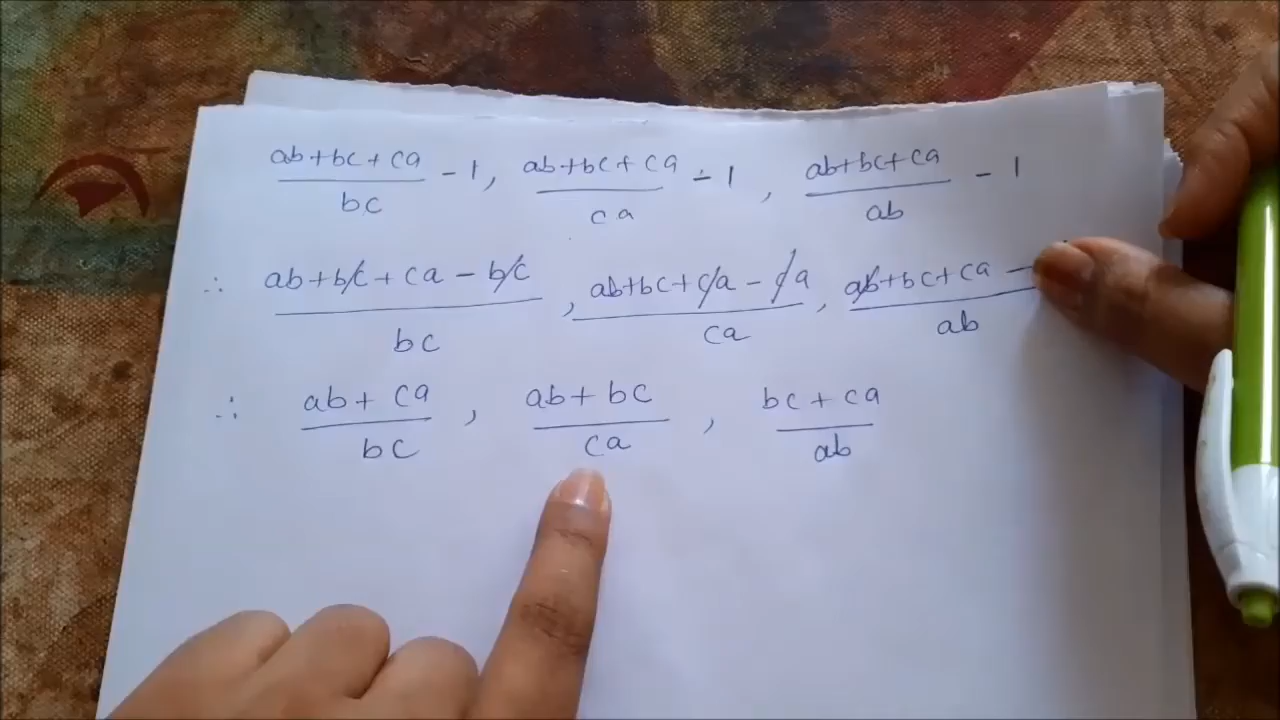 (ab+bc+ca)/bc - 1, (ab+bc+ca)/ca - 1, (ab+bc+ca)/ab - 1
∴ (ab+bc+ca-bc)/bc, (ab+bc+ca-ca)/ca, (ab+bc+ca-)/ab
∴ (ab+ca)/bc, (ab+bc)/ca, (bc+ca)/ab